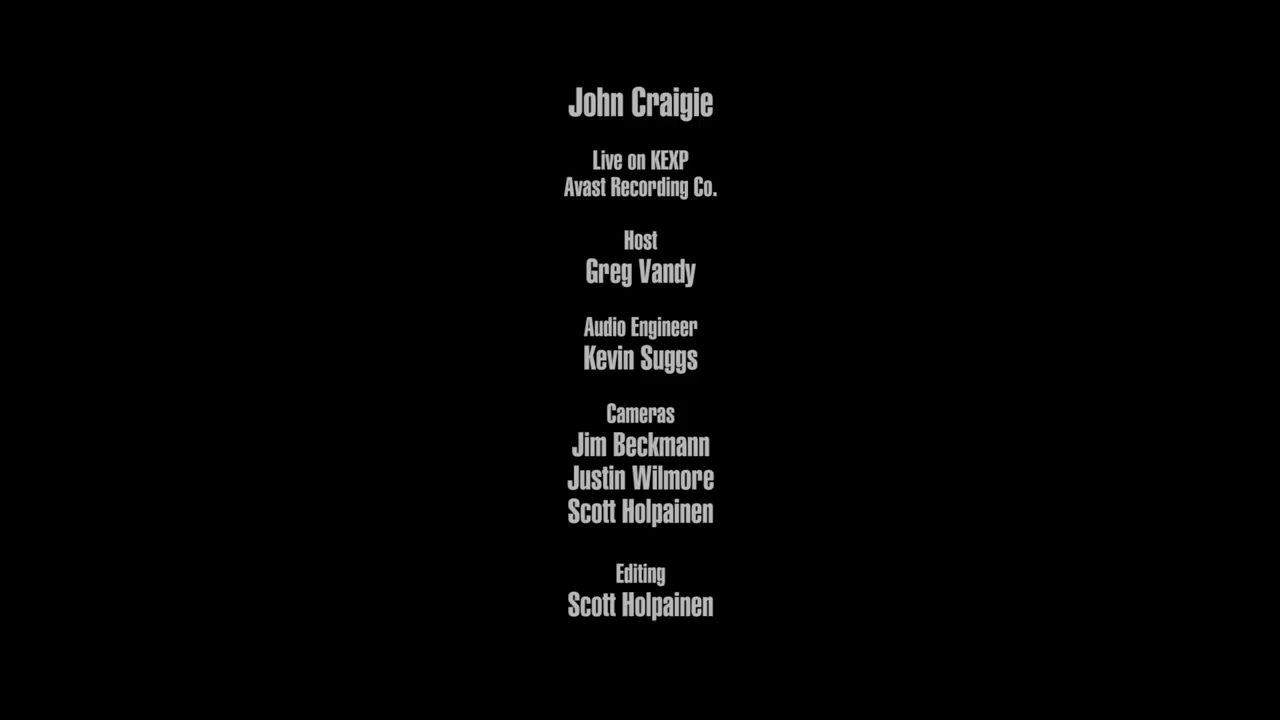 John Craigie
Live on KEXP
Avast Recording Co.
Host
Greg Vandy
Audio Engineer
Kevin Suggs
Cameras
Jim Beckmann
Justin Wilmore
Scott Holpainen
Editing
Scott Holpainen